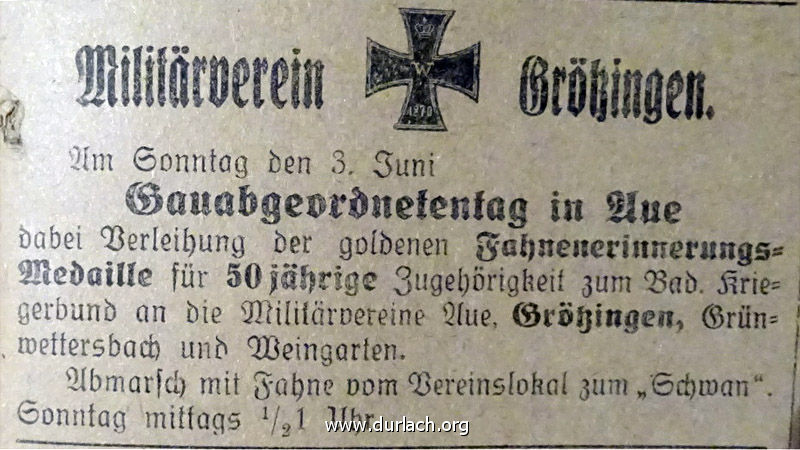 Militärverein Grötzingen.
W
1870
Am Sonntag den 3. Juni
Gauabgeordnetentag in Aue
dabei Verleihung der goldenen Fahnenerinnerungs=
Medaille für 50 jährige Zugehörigkeit zum Bad. Krie=
gerbund an die Militärvereine Aue, Grötzingen, Grün=
wettersbach und Weingarten.
Abmarsch mit Fahne vom Vereinslokal zum „Schwan“.
Sonntag mittags ½1 Uhr
www.durlach.org